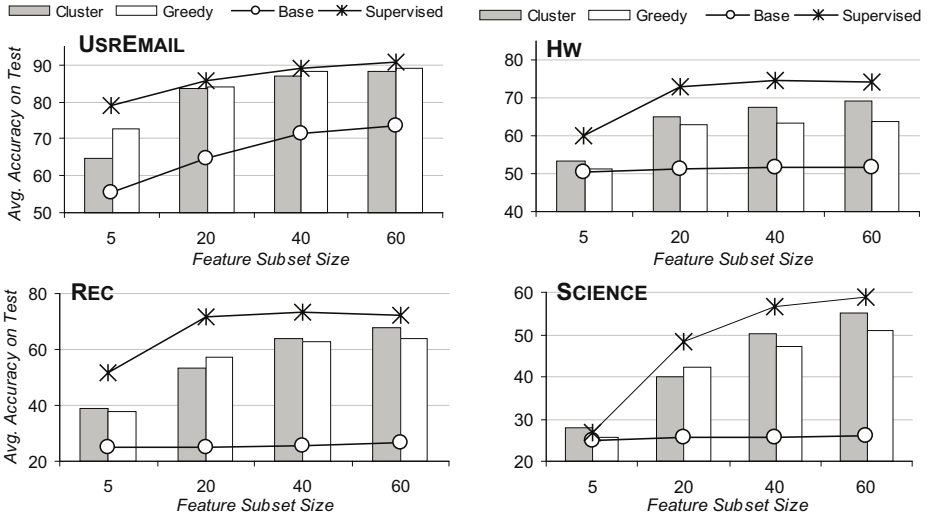 Cluster Greedy Base Supervised
USREMAIL
Avg. Accuracy on Test
90
80
70
60
50
5 20 40 60
Feature Subset Size
Cluster Greedy Base Supervised
HW
80
70
60
50
40
5 20 40 60
Feature Subset Size
REC
Avg. Accuracy on Test
80
60
40
20
5 20 40 60
Feature Subset Size
SCIENCE
60
50
40
30
20
5 20 40 60
Feature Subset Size